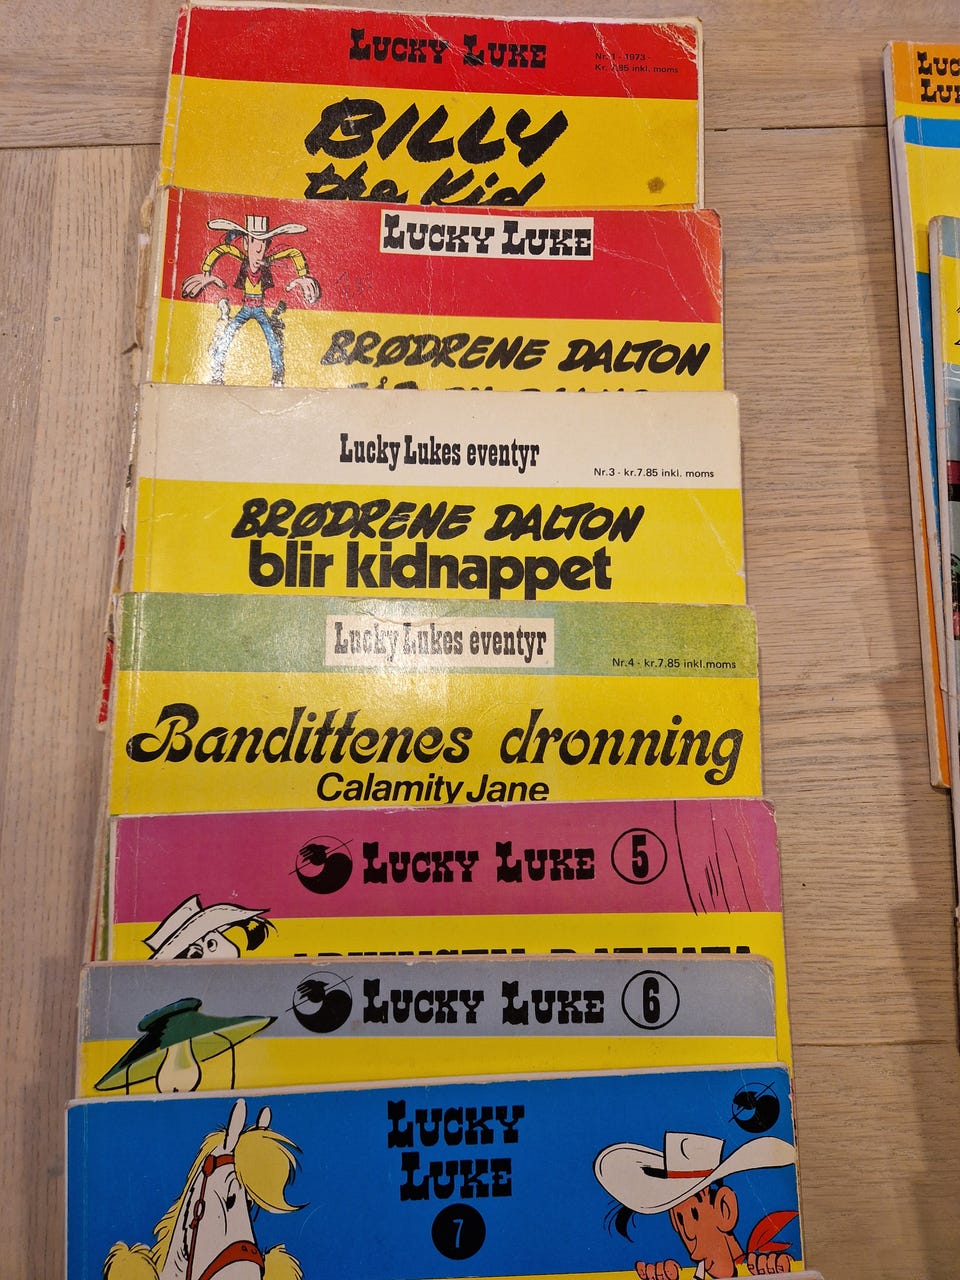 LUCKY LUKE
Nr. 1 - 1973 -
Kr. 7.85 inkl. moms
BILLY
the Kid
LUCKY LUKE
BRØDRENE DALTON
Lucky Lukes eventyr
Nr.3 - kr.7.85 inkl. moms
BRØDRENE DALTON
blir kidnappet
Lucky Lukes eventyr
Nr.4 - kr.7.85 inkl.moms
Bandittenes dronning
Calamity Jane
LUCKY LUKE 5
LUCKY LUKE 6
LUCKY
LUKE
7